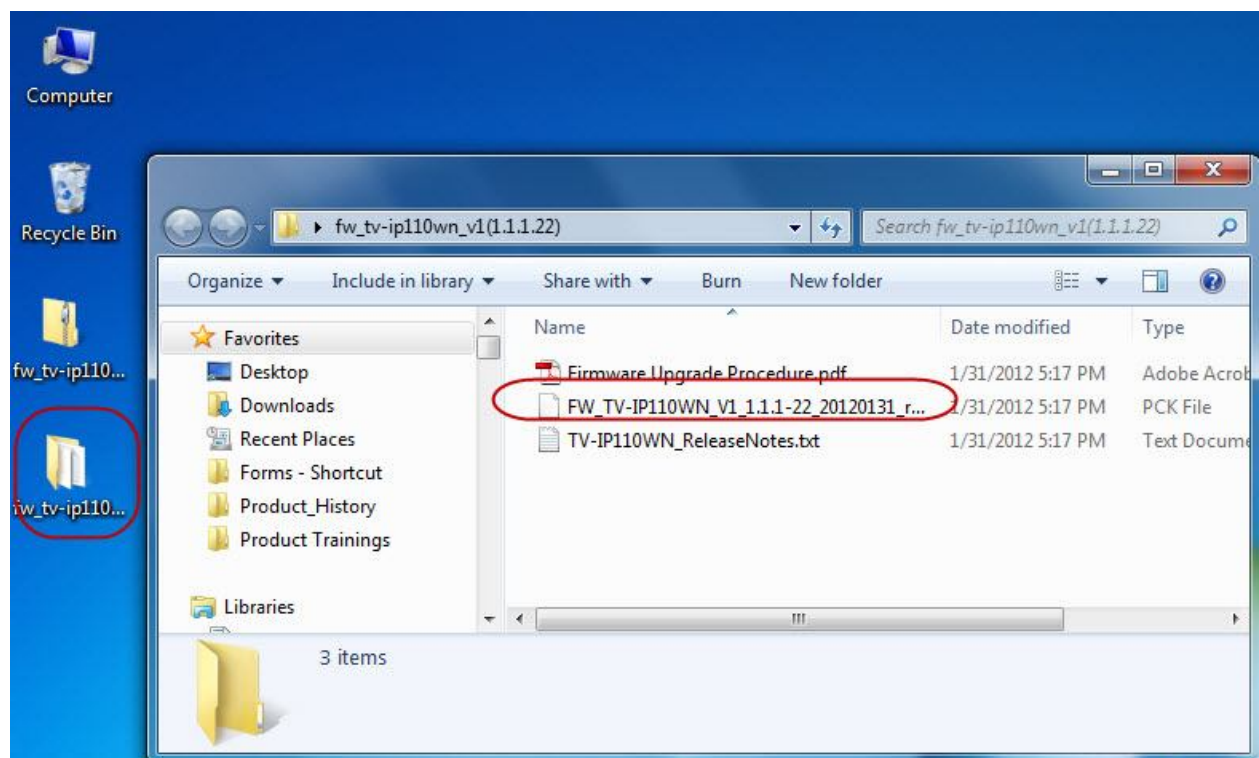 Computer
Recycle Bin
fw_tv-ip110...
fw_tv-ip110...
fw_tv-ip110wn_v1(1.1.1.22)
Search fw_tv-ip110wn_v1(1.1.1.22)
Organize
Include in library
Share with
Burn
New folder
Favorites
Desktop
Downloads
Recent Places
Forms - Shortcut
Product_History
Product Trainings
Libraries
Name Date modified Type
Firmware Upgrade Procedure.pdf 1/31/2012 5:17 PM Adobe Acrob
FW_TV-IP110WN_V1_1.1.1-22_20120131_r... 1/31/2012 5:17 PM PCK File
TV-IP110WN_ReleaseNotes.txt 1/31/2012 5:17 PM Text Docume
3 items